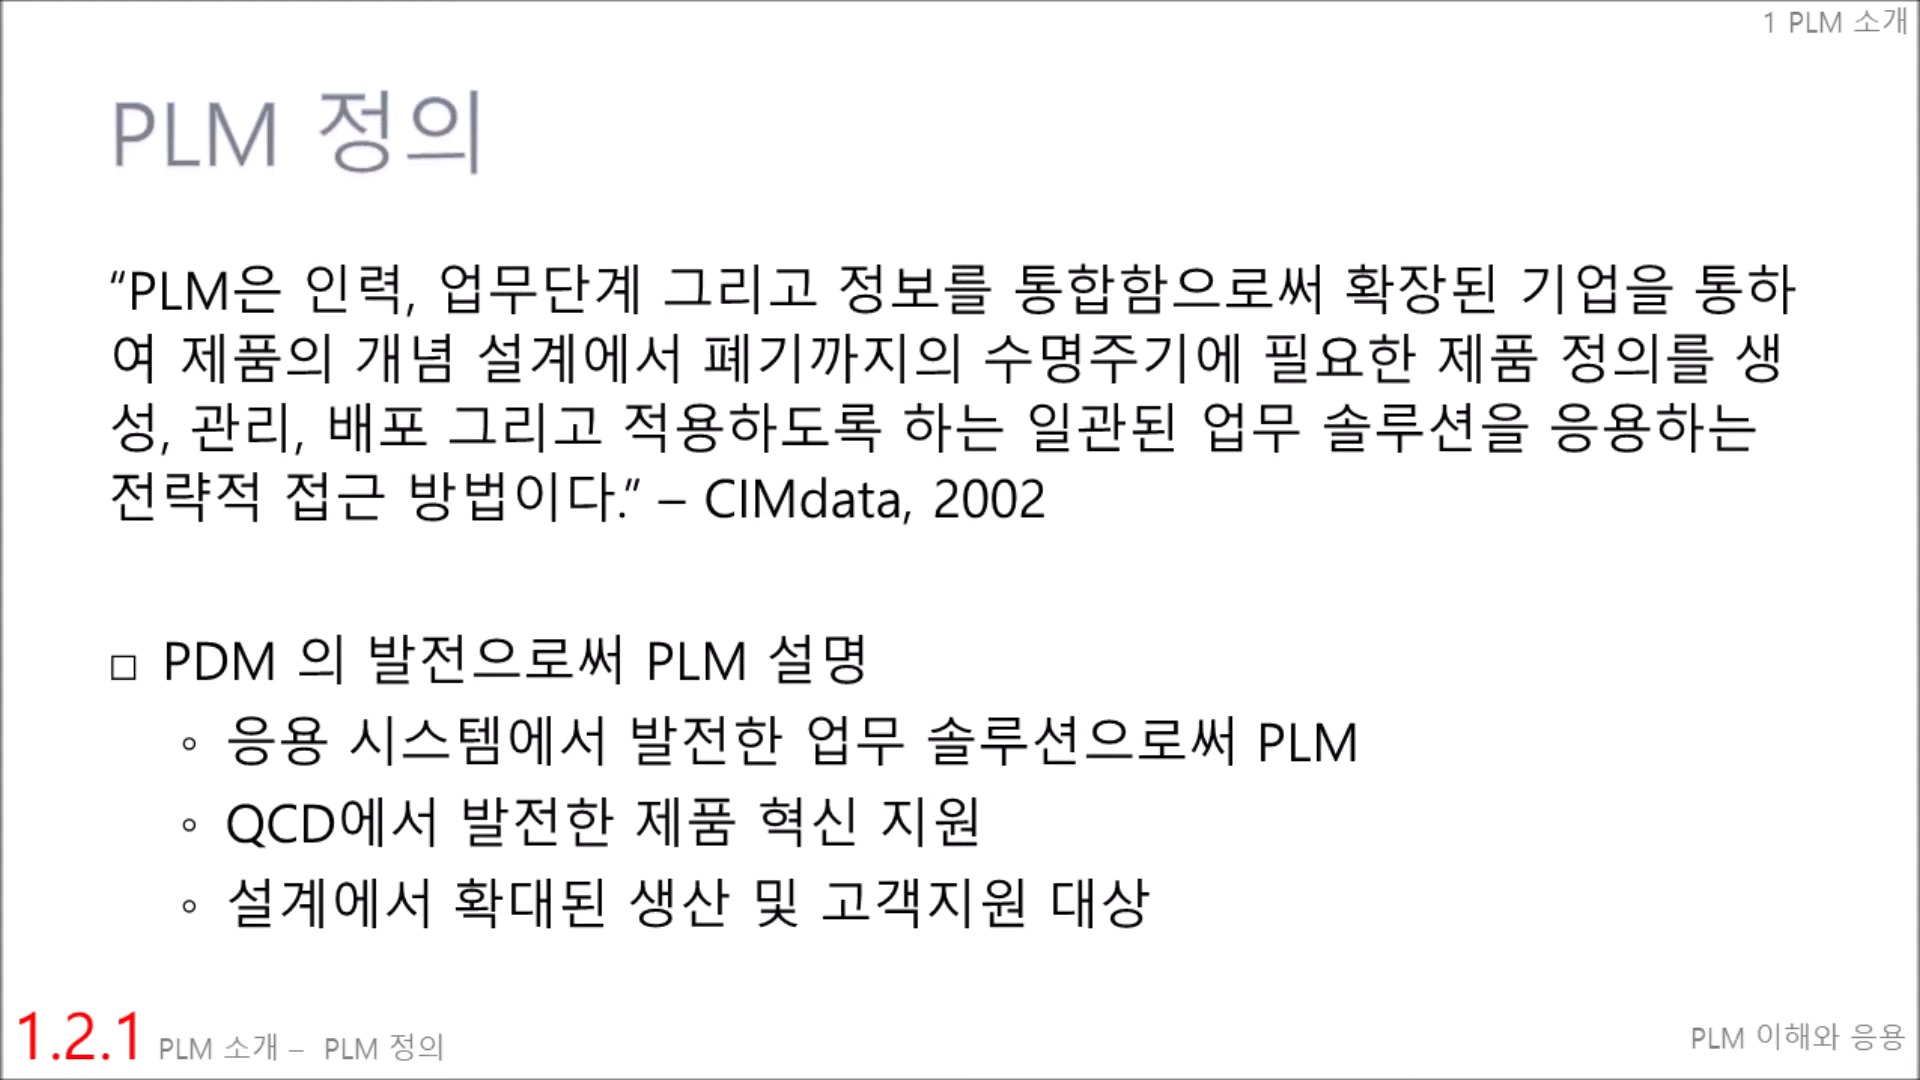 1 PLM 소개
PLM 정의
“PLM은 인력, 업무단계 그리고 정보를 통합함으로써 확장된 기업을 통하
여 제품의 개념 설계에서 폐기까지의 수명주기에 필요한 제품 정의를 생
성, 관리, 배포 그리고 적용하도록 하는 일관된 업무 솔루션을 응용하는
전략적 접근 방법이다.” – CIMdata, 2002
□ PDM 의 발전으로써 PLM 설명
◦ 응용 시스템에서 발전한 업무 솔루션으로써 PLM
◦ QCD에서 발전한 제품 혁신 지원
◦ 설계에서 확대된 생산 및 고객지원 대상
1.2.1 PLM 소개 – PLM 정의
PLM 이해와 응용